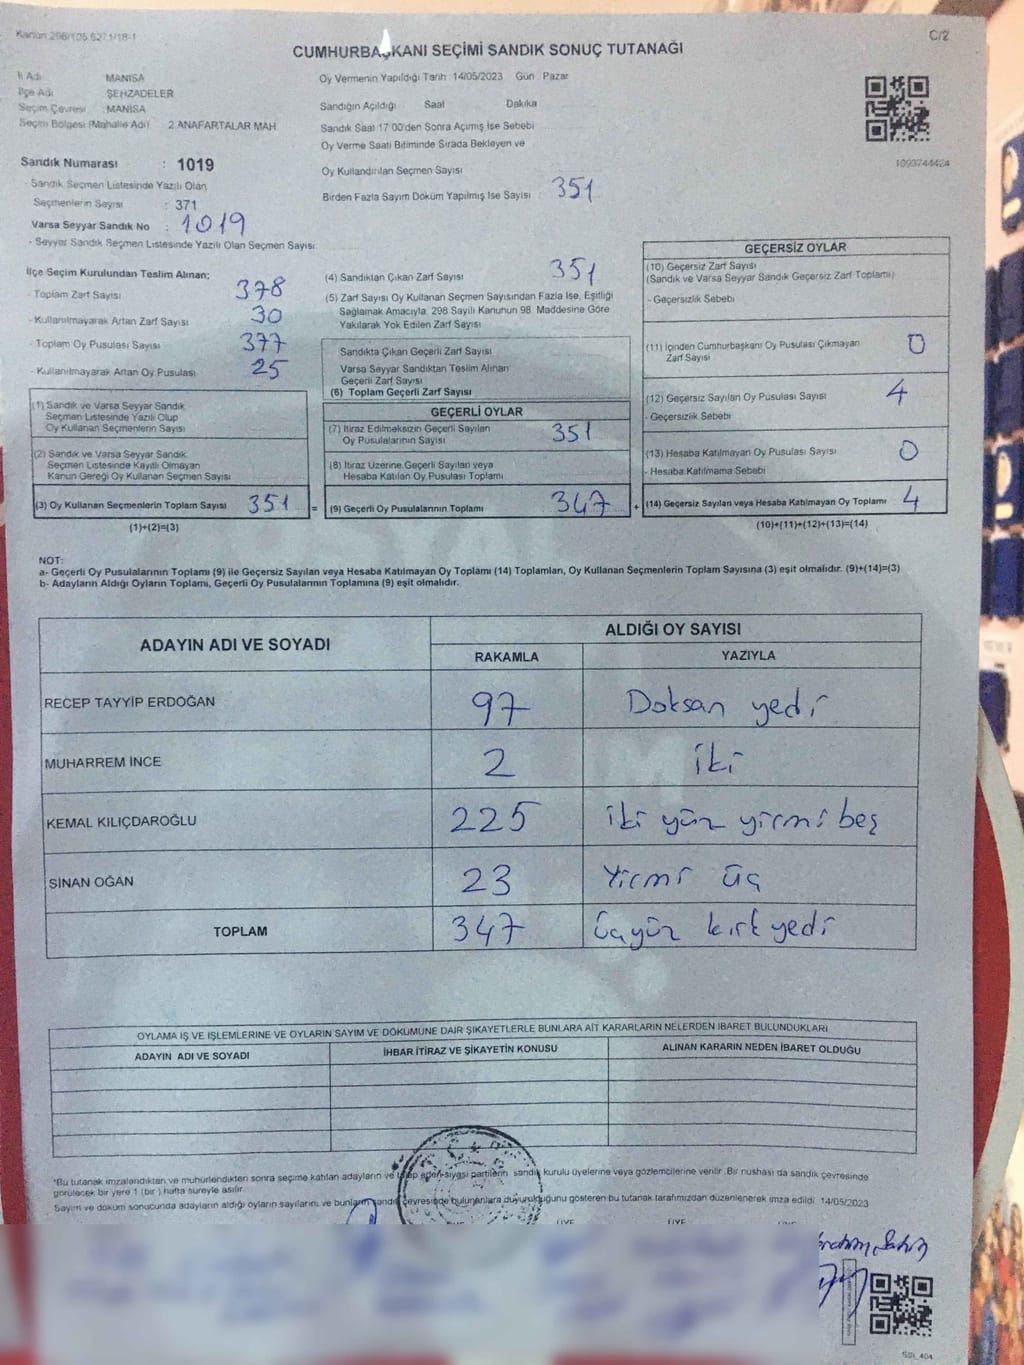 Kanun 298/105,6271/18-1
C/2
CUMHURBAŞKANI SEÇİMİ SANDIK SONUÇ TUTANAĞI
İl Adı MANİSA
İlçe Adı ŞEHZADELER
Seçim Çevresi MANİSA
Seçim Bölgesi (Mahalle Adı) 2.ANAFARTALAR MAH
Oy Vermenin Yapıldığı Tarih 14/05/2023 Gün Pazar
Sandığın Açıldığı Saat Dakika
Sandık Saat 17:00'den Sonra Açımış İse Sebebi
Oy Verme Saati Bitiminde Sırada Bekleyen ve
Oy Kullandırılan Seçmen Sayısı
Birden Fazla Sayım Döküm Yapılmış İse Sayısı 351
1093744424
Sandık Numarası : 1019
- Sandık Seçmen Listesinde Yazılı Olan
Seçmenlerin Sayısı : 371
Varsa Seyyar Sandık No : 1019
- Seyyar Sandık Seçmen Listesinde Yazılı Olan Seçmen Sayısı:
İlçe Seçim Kurulundan Teslim Alınan;
- Toplam Zarf Sayısı 378
- Kullanılmayarak Artan Zarf Sayısı 30
- Toplam Oy Pusulası Sayısı 377
- Kullanılmayarak Artan Oy Pusulası 25
(1) Sandık ve Varsa Seyyar Sandık
Seçmen Listesinde Yazılı Olup
Oy Kullanan Seçmenlerin Sayısı
(2) Sandık ve Varsa Seyyar Sandık
Seçmen Listesinde Kayıtlı Olmayan
Kanun Gereği Oy Kullanan Seçmen Sayısı
(3) Oy Kullanan Seçmenlerin Toplam Sayısı 351
(1)+(2)=(3)
(4) Sandıktan Çıkan Zarf Sayısı 351
(5) Zarf Sayısı Oy Kullanan Seçmen Sayısından Fazla İse, Eşitliği
Sağlamak Amacıyla, 298 Sayılı Kanunun 98. Maddesine Göre
Yakılarak Yok Edilen Zarf Sayısı
Sandıkta Çıkan Geçerli Zarf Sayısı
Varsa Seyyar Sandıktan Teslim Alınan
Geçerli Zarf Sayısı
(6) Toplam Geçerli Zarf Sayısı
GEÇERLİ OYLAR
(7) İtiraz Edilmeksizin Geçerli Sayılan
Oy Pusulalarının Sayısı 351
(8) İtiraz Üzerine Geçerli Sayılan veya
Hesaba Katılan Oy Pusulası Toplamı
= (9) Geçerli Oy Pusulalarının Toplamı 347 +
GEÇERSİZ OYLAR
(10) Geçersiz Zarf Sayısı
(Sandık ve Varsa Seyyar Sandık Geçersiz Zarf Toplamı)
- Geçersizlik Sebebi
(11) İçinden Cumhurbaşkanı Oy Pusulası Çıkmayan
Zarf Sayısı 0
(12) Geçersiz Sayılan Oy Pusulası Sayısı 4
- Geçersizlik Sebebi
(13) Hesaba Katılmayan Oy Pusulası Sayısı 0
- Hesaba Katılmama Sebebi
(14) Geçersiz Sayılan veya Hesaba Katılmayan Oy Toplamı 4
(10)+(11)+(12)+(13)=(14)
NOT:
a- Geçerli Oy Pusulalarının Toplamı (9) ile Geçersiz Sayılan veya Hesaba Katılmayan Oy Toplamı (14) Toplamları, Oy Kullanan Seçmenlerin Toplam Sayısına (3) eşit olmalıdır. (9)+(14)=(3)
b- Adayların Aldığı Oyların Toplamı, Geçerli Oy Pusulalarının Toplamına (9) eşit olmalıdır.
ADAYIN ADI VE SOYADI ALDIĞI OY SAYISI
RAKAMLA YAZIYLA
RECEP TAYYİP ERDOĞAN 97 Doksan yedi
MUHARREM İNCE 2 iki
KEMAL KILIÇDAROĞLU 225 iki yüz yirmi beş
SİNAN OĞAN 23 Yirmi üç
TOPLAM 347 Üçyüz kırk yedi
OYLAMA İŞ VE İŞLEMLERİNE VE OYLARIN SAYIM VE DÖKÜMÜNE DAİR ŞİKAYETLERLE BUNLARA AİT KARARLARIN NELERDEN İBARET BULUNDUKLARI
ADAYIN ADI VE SOYADI İHBAR,İTİRAZ VE ŞİKAYETİN KONUSU ALINAN KARARIN NEDEN İBARET OLDUĞU
*Bu tutanak imzalandıktan ve mühürlendikten sonra seçime katılan adayların ve talep eden siyasi partilerin sandık kurulu üyelerine veya gözlemcilerine verilir. Bir nüshası da sandık çevresinde
görülecek bir yere 1 (bir) hafta süreyle asılır.
Sayım ve döküm sonucunda adayların aldığı oyların sayılarını, ve bunların sandık çevresinde bulunanlara duyurulduğunu gösteren bu tutanak tarafımızdan düzenlenerek imza edildi. 14/05/2023